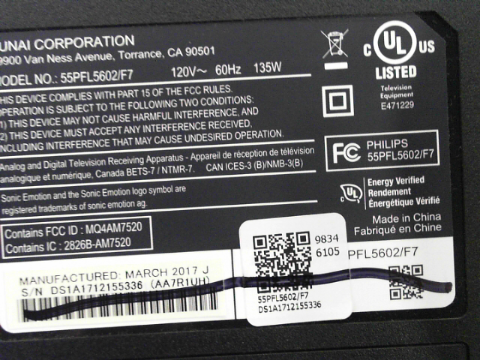 UNAI CORPORATION
9900 Van Ness Avenue, Torrance, CA 90501
MODEL NO.: 55PFL5602/F7 120V~ 60Hz 135W
THIS DEVICE COMPLIES WITH PART 15 OF THE FCC RULES.
OPERATION IS SUBJECT TO THE FOLLOWING TWO CONDITIONS:
(1) THIS DEVICE MAY NOT CAUSE HARMFUL INTERFERENCE, AND
(2) THIS DEVICE MUST ACCEPT ANY INTERFERENCE RECEIVED,
INCLUDING INTERFERENCE THAT MAY CAUSE UNDESIRED OPERATION.
Analog and Digital Television Receiving Apparatus - Appareil de réception de télévision
analogique et numérique, Canada BETS-7 / NTMR-7. CAN ICES-3 (B)/NMB-3(B)
Sonic Emotion and the Sonic Emotion logo symbol are
registered trademarks of sonic emotion ag.
Contains FCC ID : MQ4AM7520
Contains IC : 2826B-AM7520
C UL US
LISTED
Television
Equipment
E471229
FC PHILIPS
55PFL5602/F7
UL
Energy Verified
Rendement
Énergétique Vérifié
Made in China
Fabriqué en China
MANUFACTURED: MARCH 2017 J
S/N DS1A1712155336 (AA7R1UH)
9834
6105
55PFL5602/F7
DS1A1712155336
PFL5602/F7